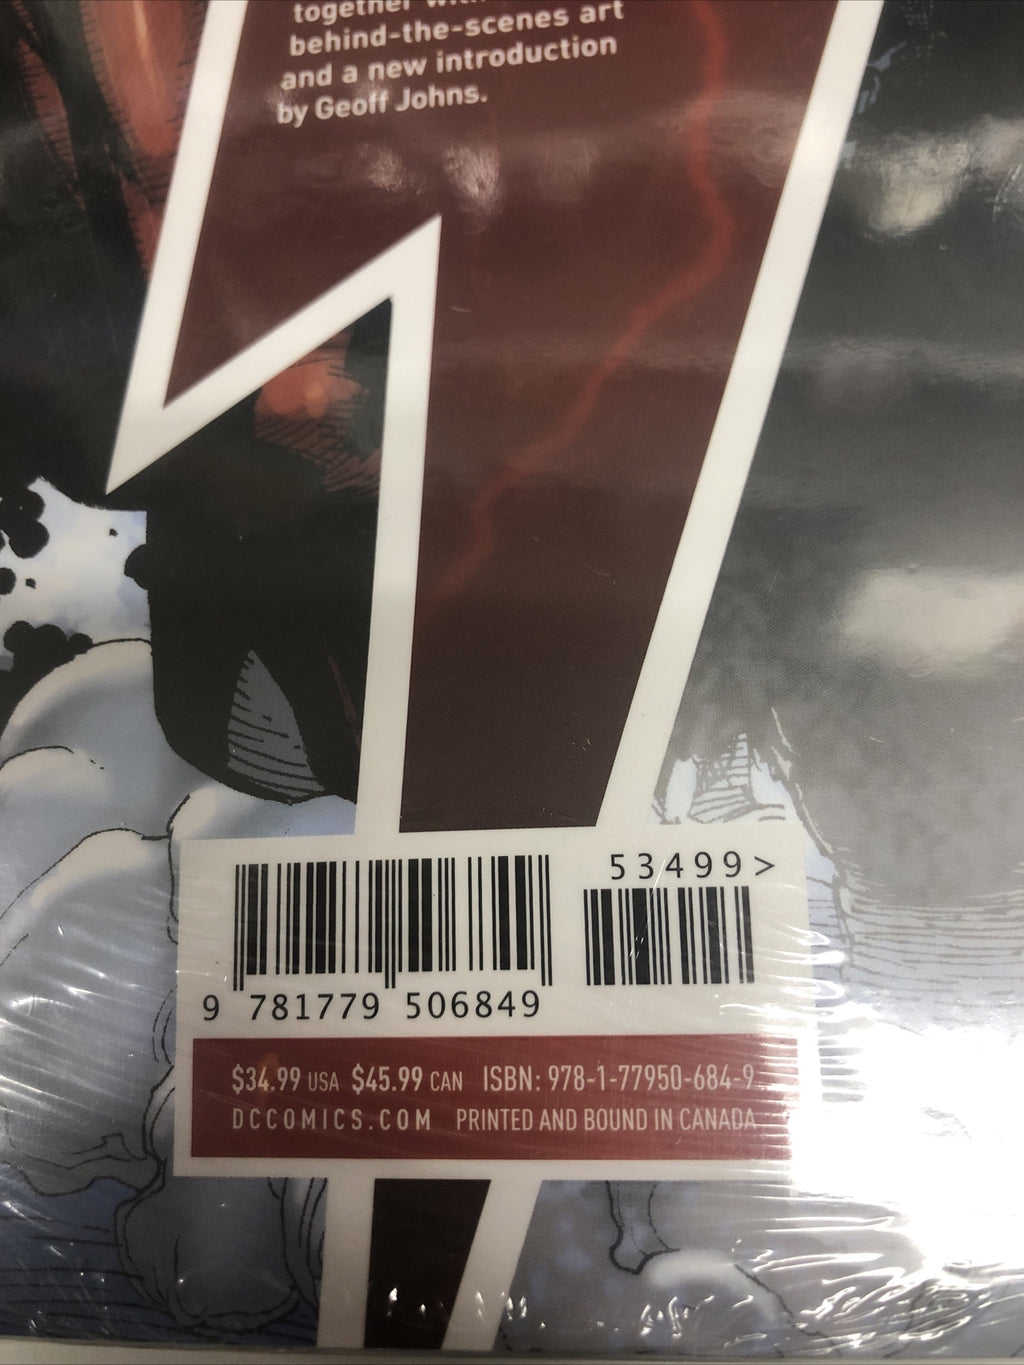 together
behind-the-scenes art
and a new introduction
by Geoff Johns.
53499>
9 781779 506849
$34.99 USA $45.99 CAN ISBN: 978-1-77950-684-9
DCCOMICS.COM PRINTED AND BOUND IN CANADA